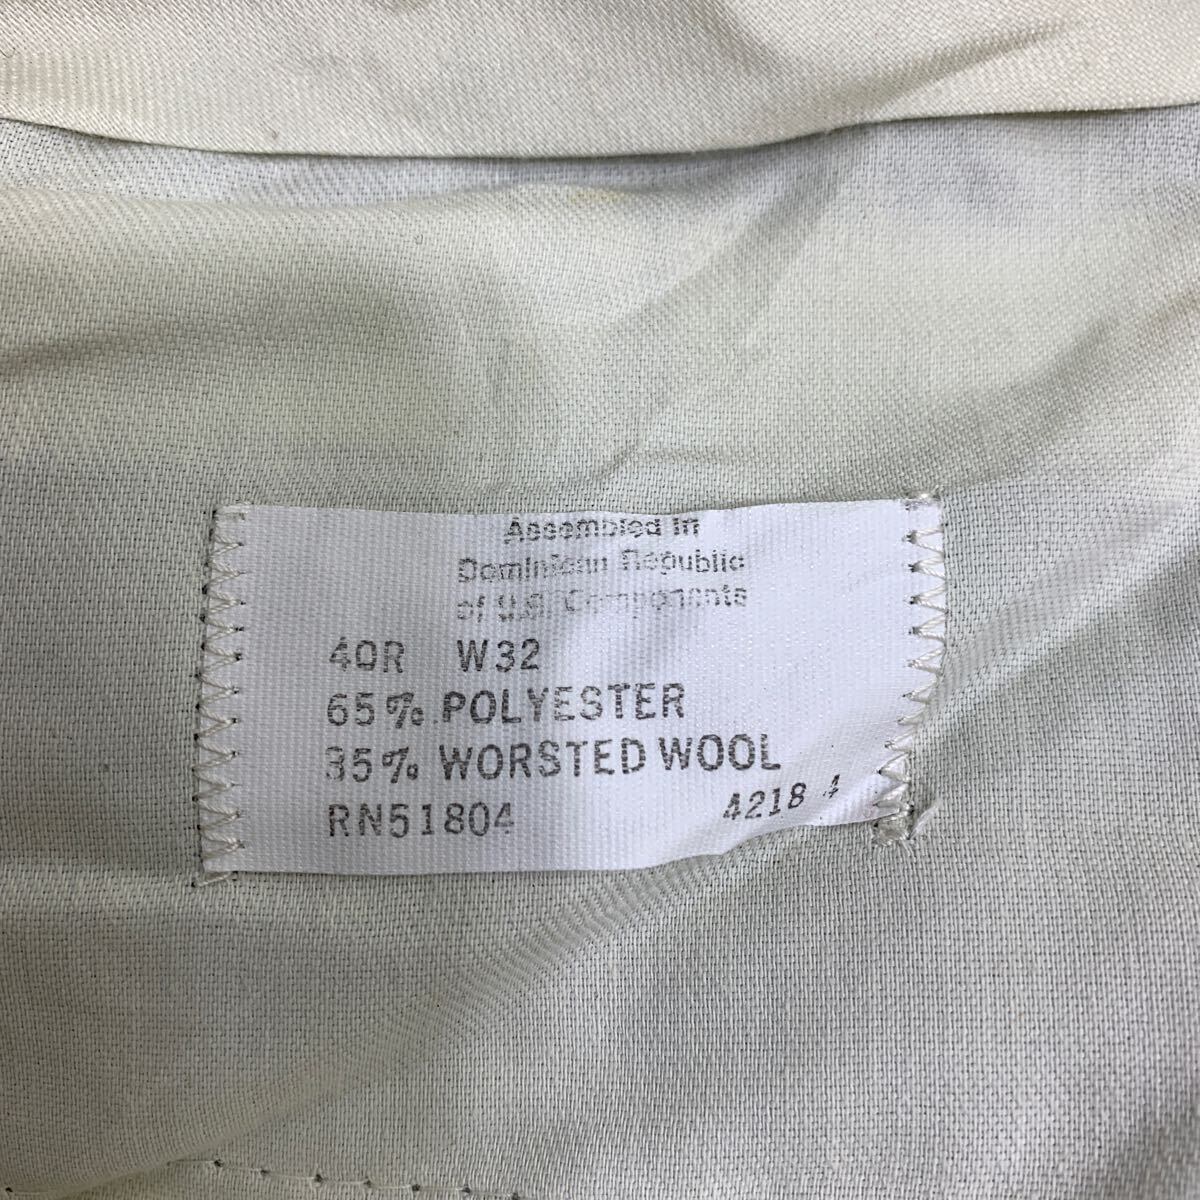 Assembled in
Dominican Republic
of U.S. Components
40R W32
65% POLYESTER
35% WORSTED WOOL
RN51804 4218 4